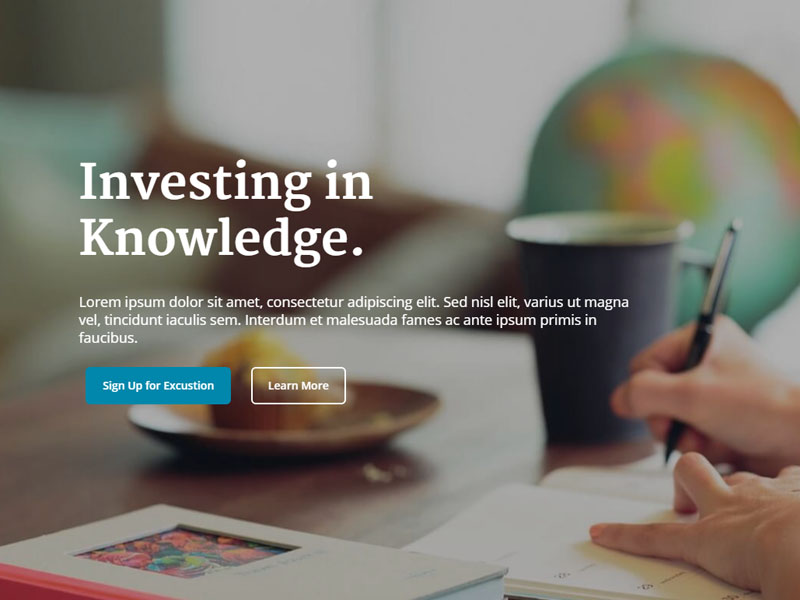 Investing in
Knowledge.
Lorem ipsum dolor sit amet, consectetur adipiscing elit. Sed nisl elit, varius ut magna
vel, tincidunt iaculis sem. Interdum et malesuada fames ac ante ipsum primis in
faucibus.
Sign Up for Excustion
Learn More